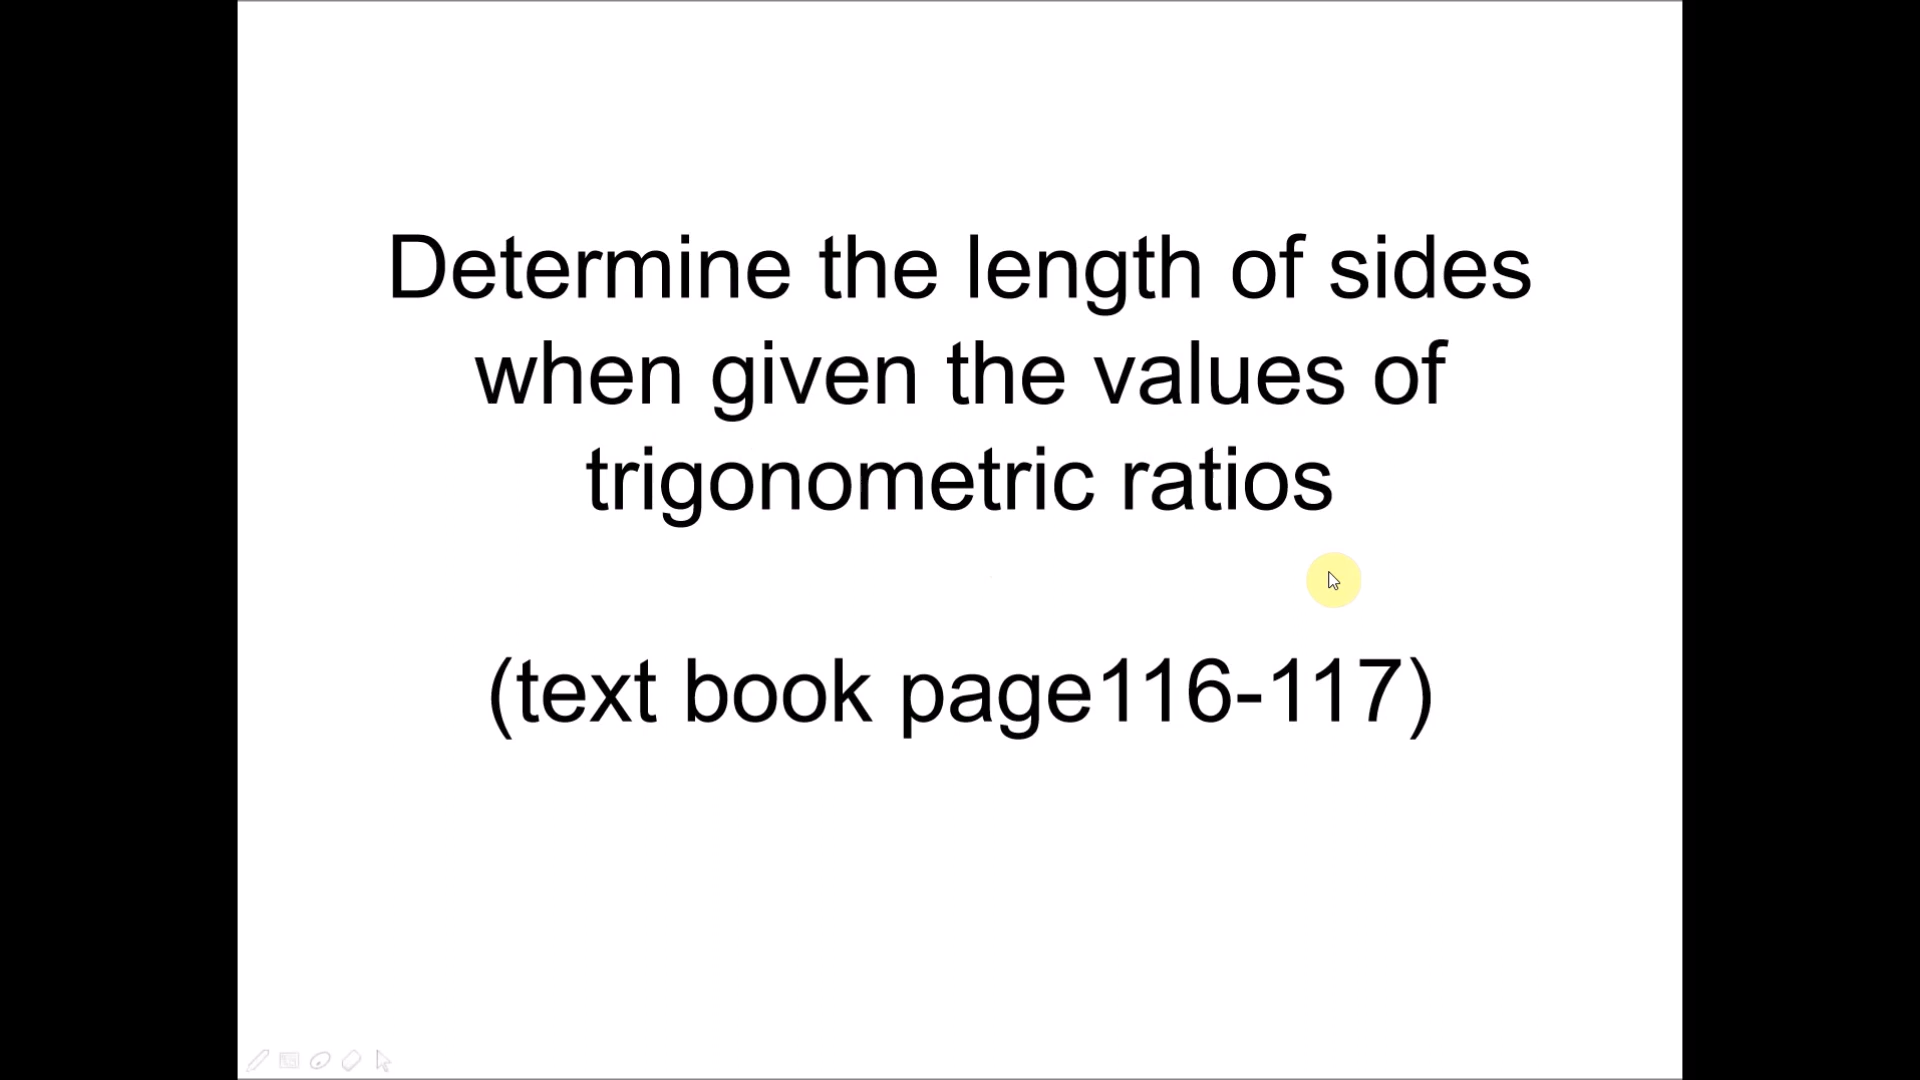 Determine the length of sides
when given the values of
trigonometric ratios
(text book page116-117)